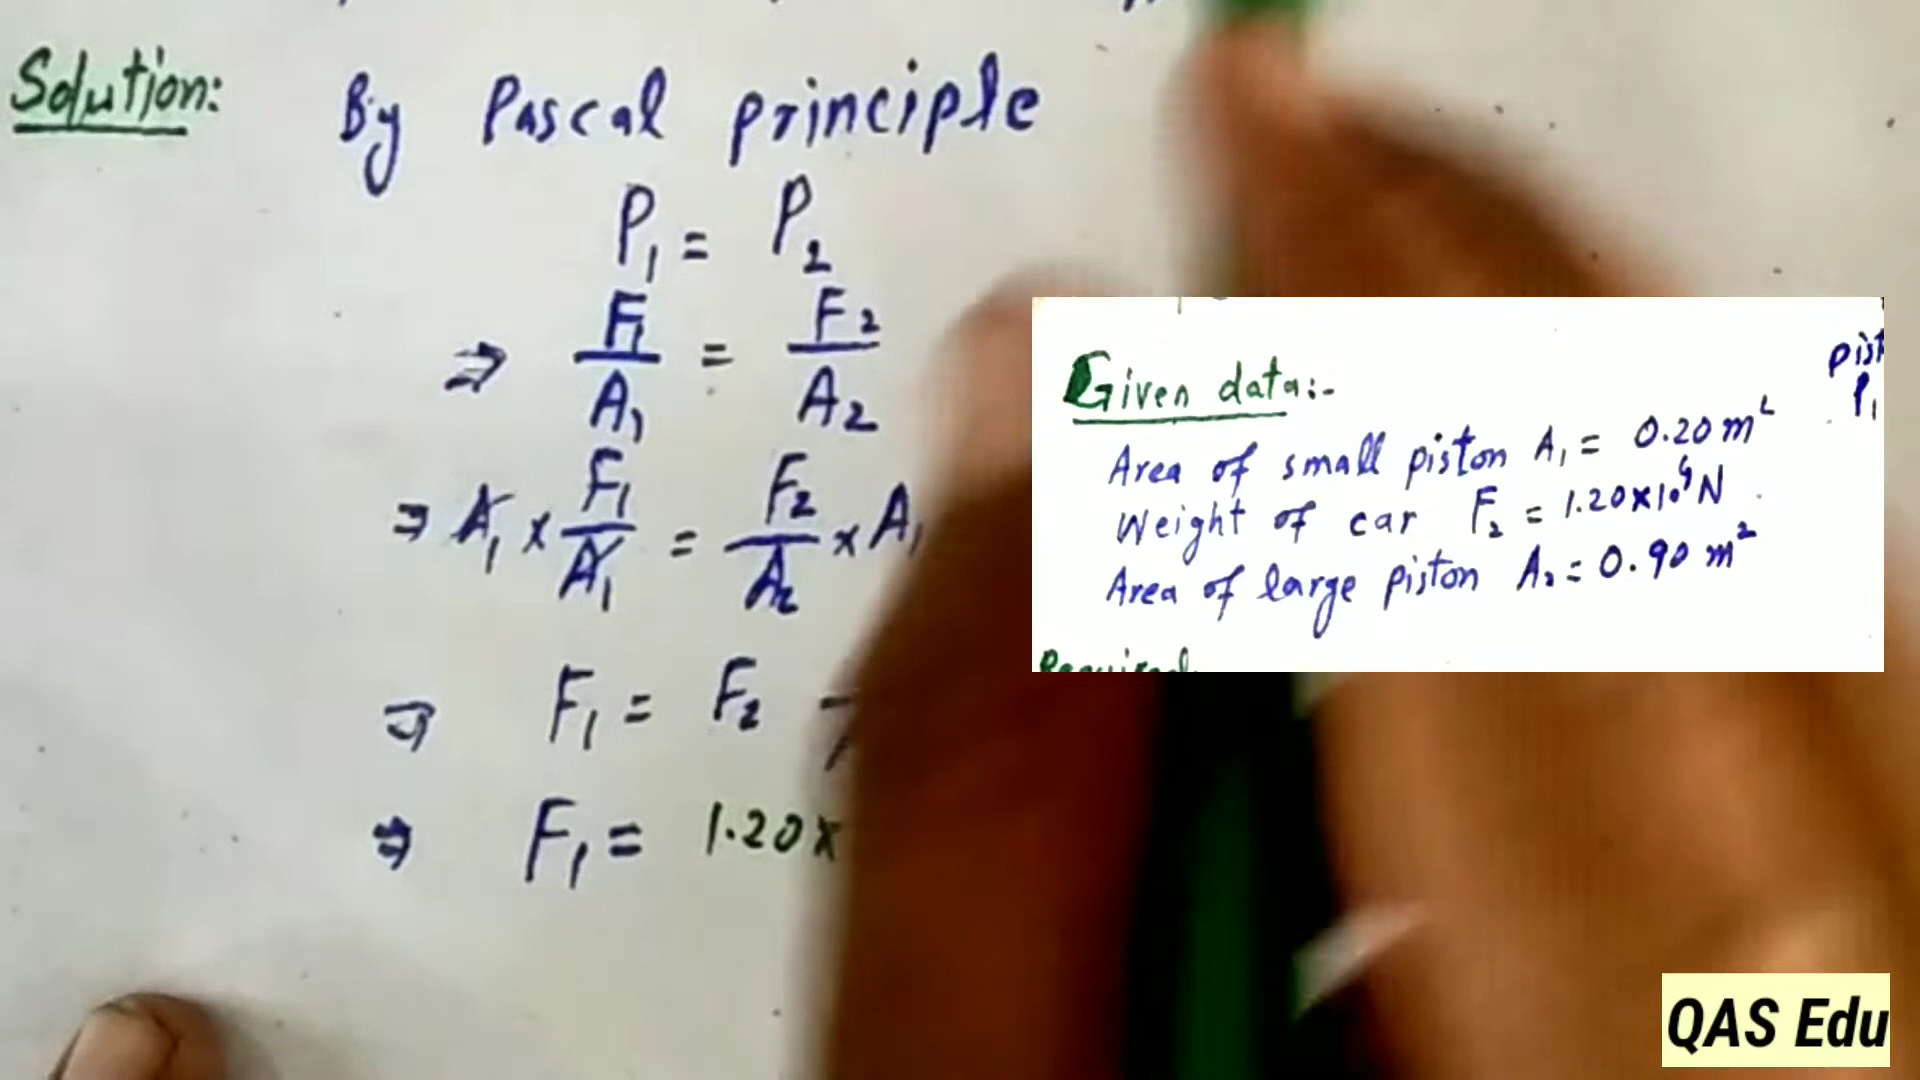 Solution:
By Pascal principle
P₁ = P₂
⇒ F₁/A₁ = F₂/A₂
⇒ A₁ × F₁/A₁ = F₂/A₂ × A₁
⇒ F₁ = F₂
⇒ F₁ = 1.20×
Given data:-
Area of small piston A₁ = 0.20 m²
Weight of car F₂ = 1.20×10⁴ N
Area of large piston A₂ = 0.90 m²
P₁
QAS Edu